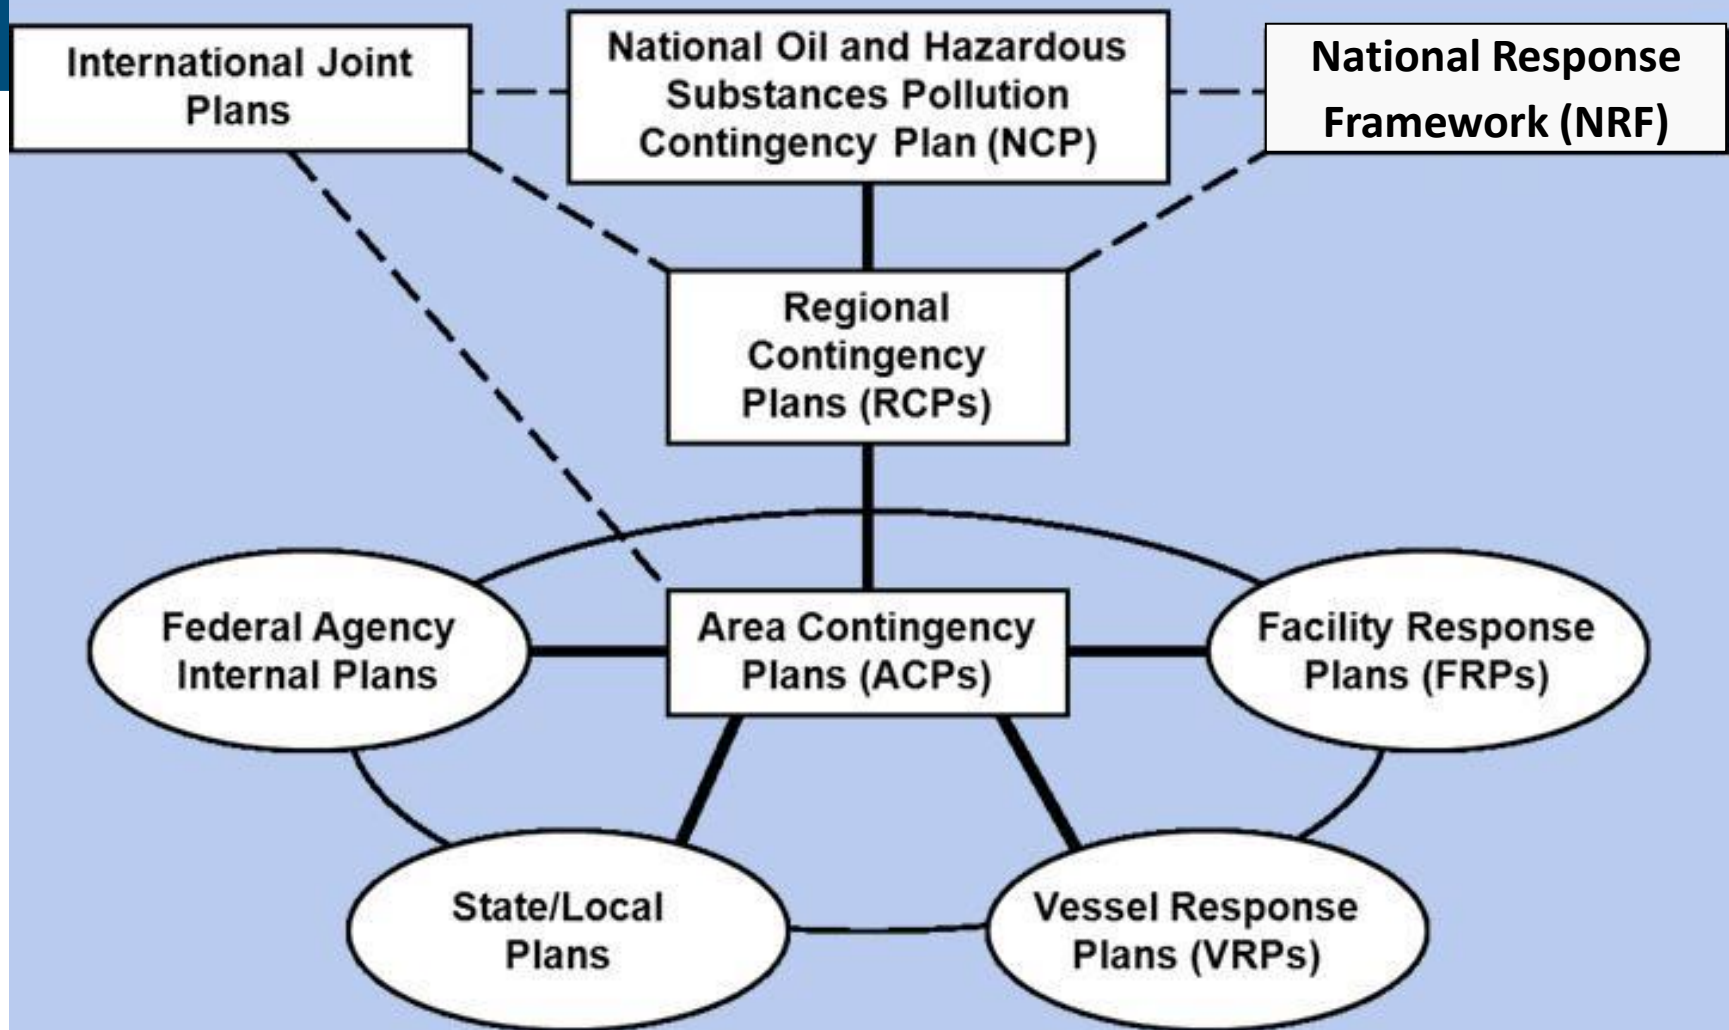 International Joint
Plans
National Oil and Hazardous
Substances Pollution
Contingency Plan (NCP)
National Response
Framework (NRF)
Regional
Contingency
Plans (RCPs)
Federal Agency
Internal Plans
Area Contingency
Plans (ACPs)
Facility Response
Plans (FRPs)
State/Local
Plans
Vessel Response
Plans (VRPs)